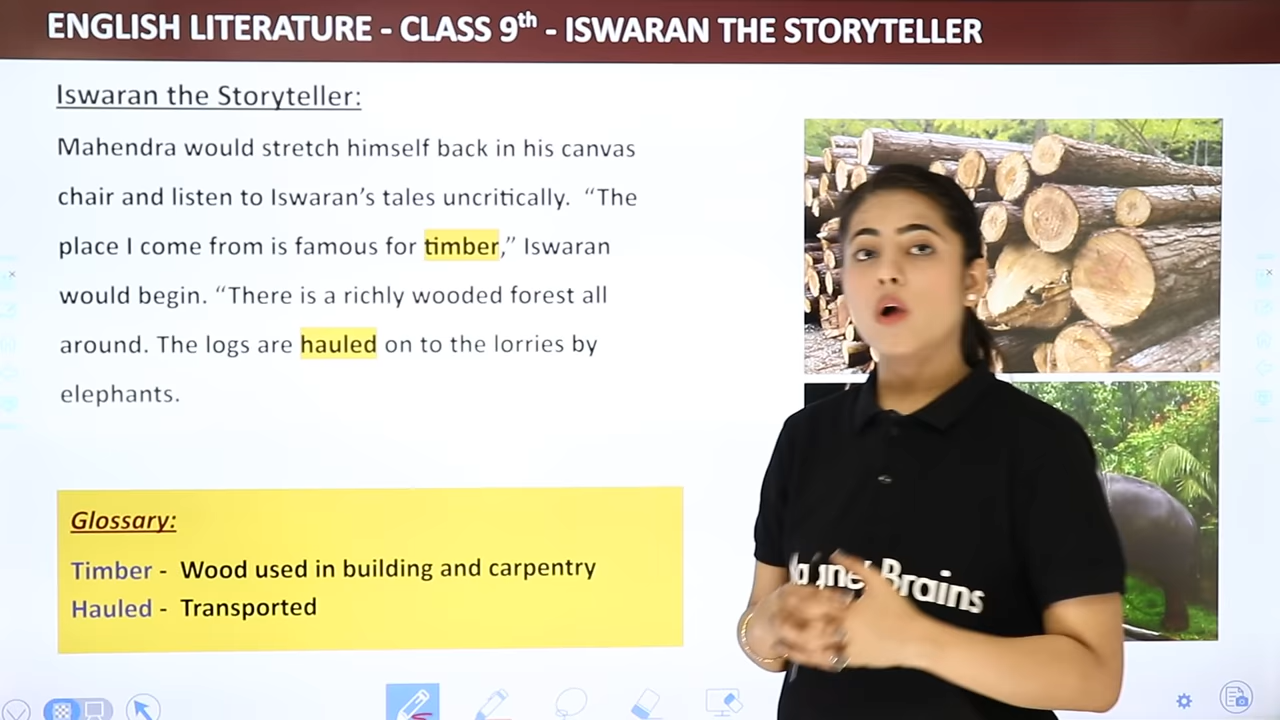 ENGLISH LITERATURE - CLASS 9th - ISWARAN THE STORYTELLER
Iswaran the Storyteller:
Mahendra would stretch himself back in his canvas
chair and listen to Iswaran’s tales uncritically. “The
place I come from is famous for timber,” Iswaran
would begin. “There is a richly wooded forest all
around. The logs are hauled on to the lorries by
elephants.
Glossary:
Timber - Wood used in building and carpentry
Hauled - Transported
Brains